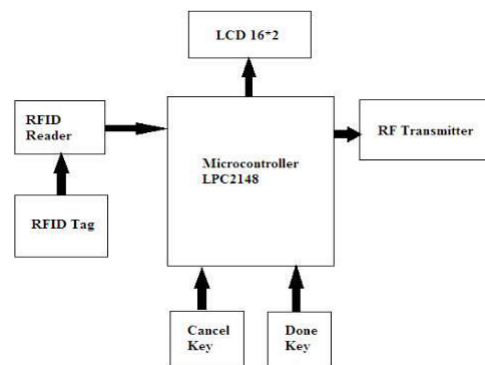 LCD 16*2
RFID
Reader
RF Transmitter
Microcontroller
LPC2148
RFID Tag
Cancel
Key
Done
Key